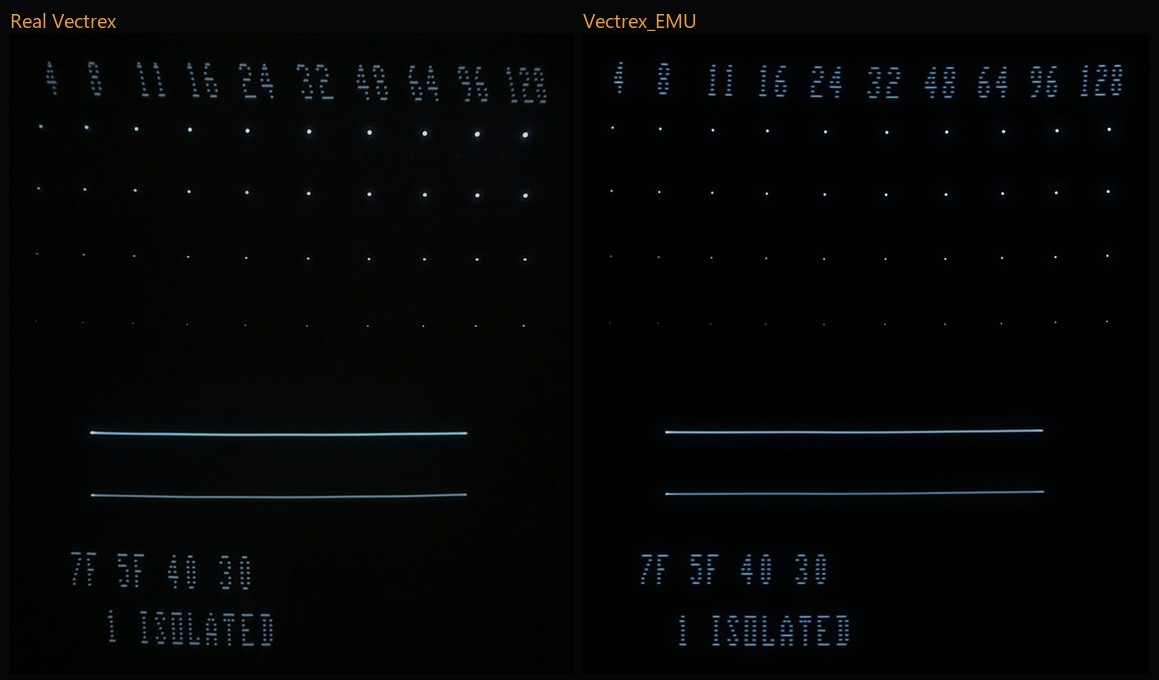 Real Vectrex
4 8 11 16 24 32 48 64 96 128
7F 5F 40 30
1 ISOLATED
Vectrex_EMU
4 8 11 16 24 32 48 64 96 128
7F 5F 40 30
1 ISOLATED